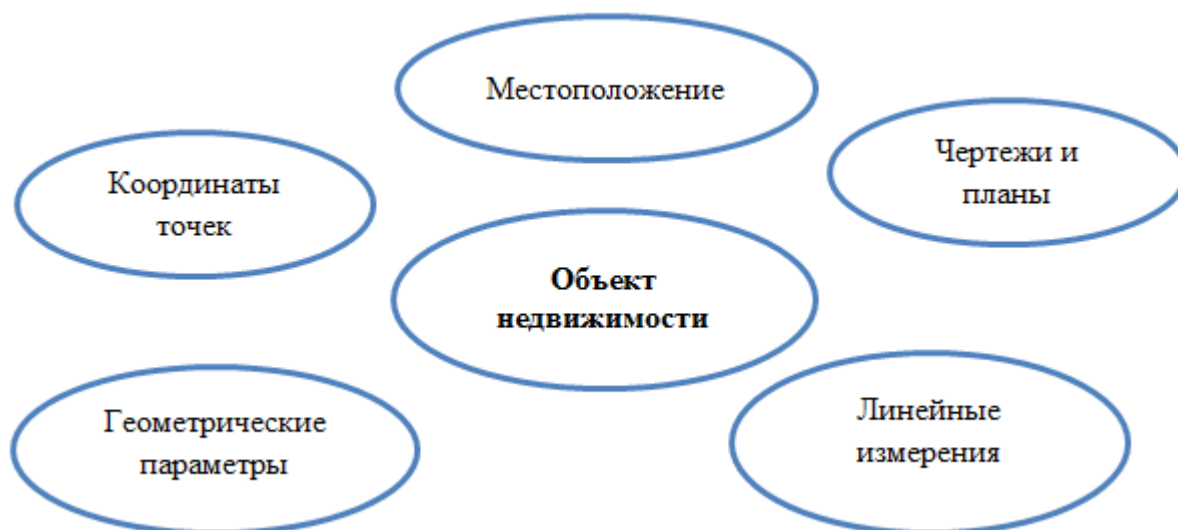 Местоположение
Чертежи и
планы
Координаты
точек
Объект
недвижимости
Геометрические
параметры
Линейные
измерения